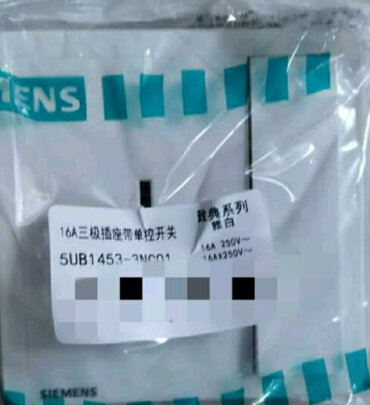 SIEMENS
16A三极插座带单控开关
致典系列
雅白
5UB1453-3NC01
16A 250V~
16AX250V~
SIEMENS